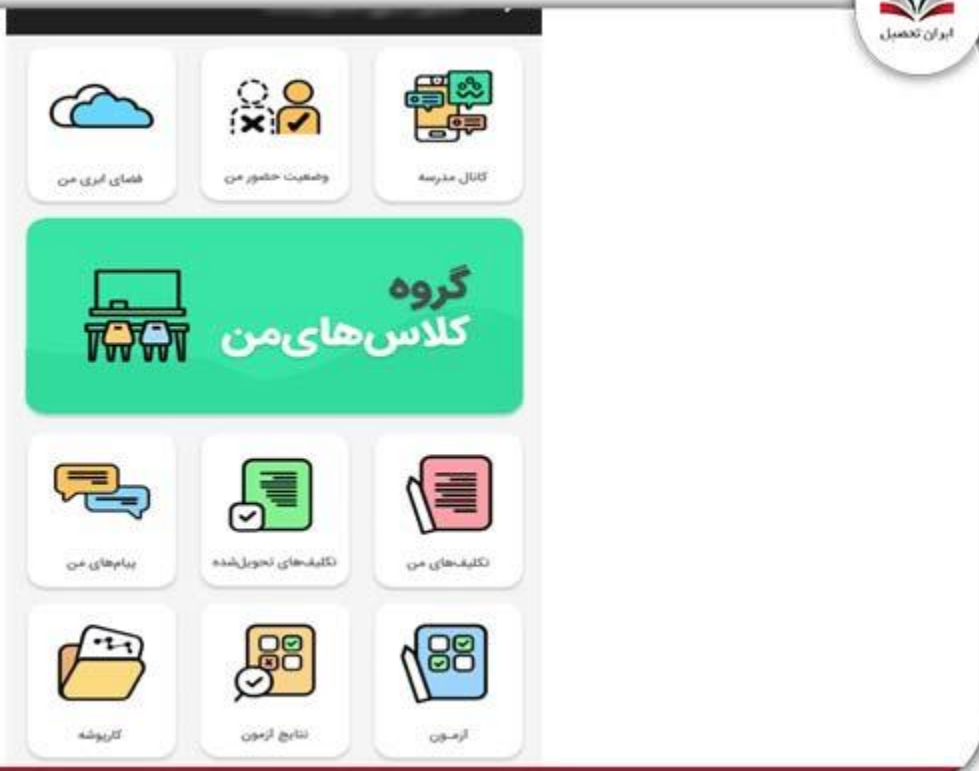 ایران تحصیل
کانال مدرسه
وضعیت حضور من
فضای ابری من
گروه
کلاس‌های‌من
تکلیف‌های من
تکلیف‌های تحویل‌شده
پیام‌های من
آزمـون
نتایج آزمون
کارپوشه